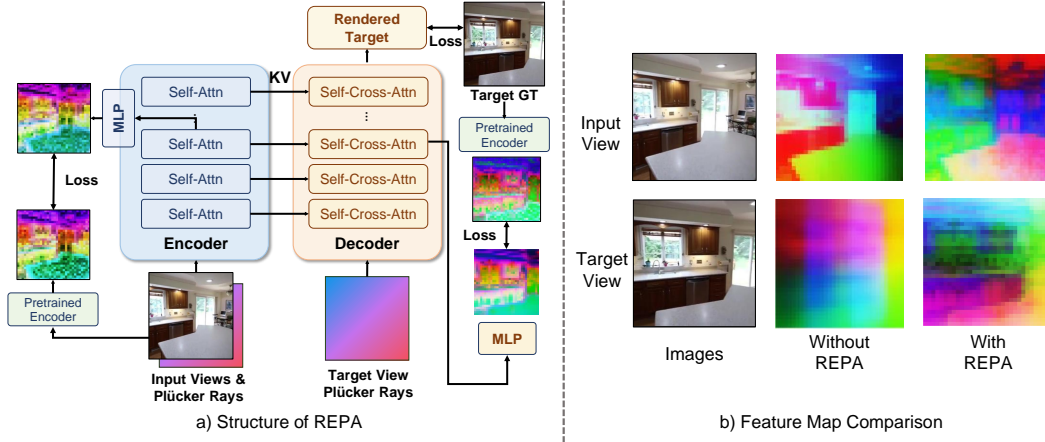 Rendered
Target
Loss
Target GT
KV
MLP
Self-Attn
Self-Cross-Attn
...
...
Self-Attn
Self-Cross-Attn
Self-Attn
Self-Cross-Attn
Self-Attn
Self-Cross-Attn
Encoder
Decoder
Loss
Pretrained
Encoder
Pretrained
Encoder
Loss
MLP
Input Views &
Plücker Rays
Target View
Plücker Rays
a) Structure of REPA
Input
View
Target
View
Images
Without
REPA
With
REPA
b) Feature Map Comparison